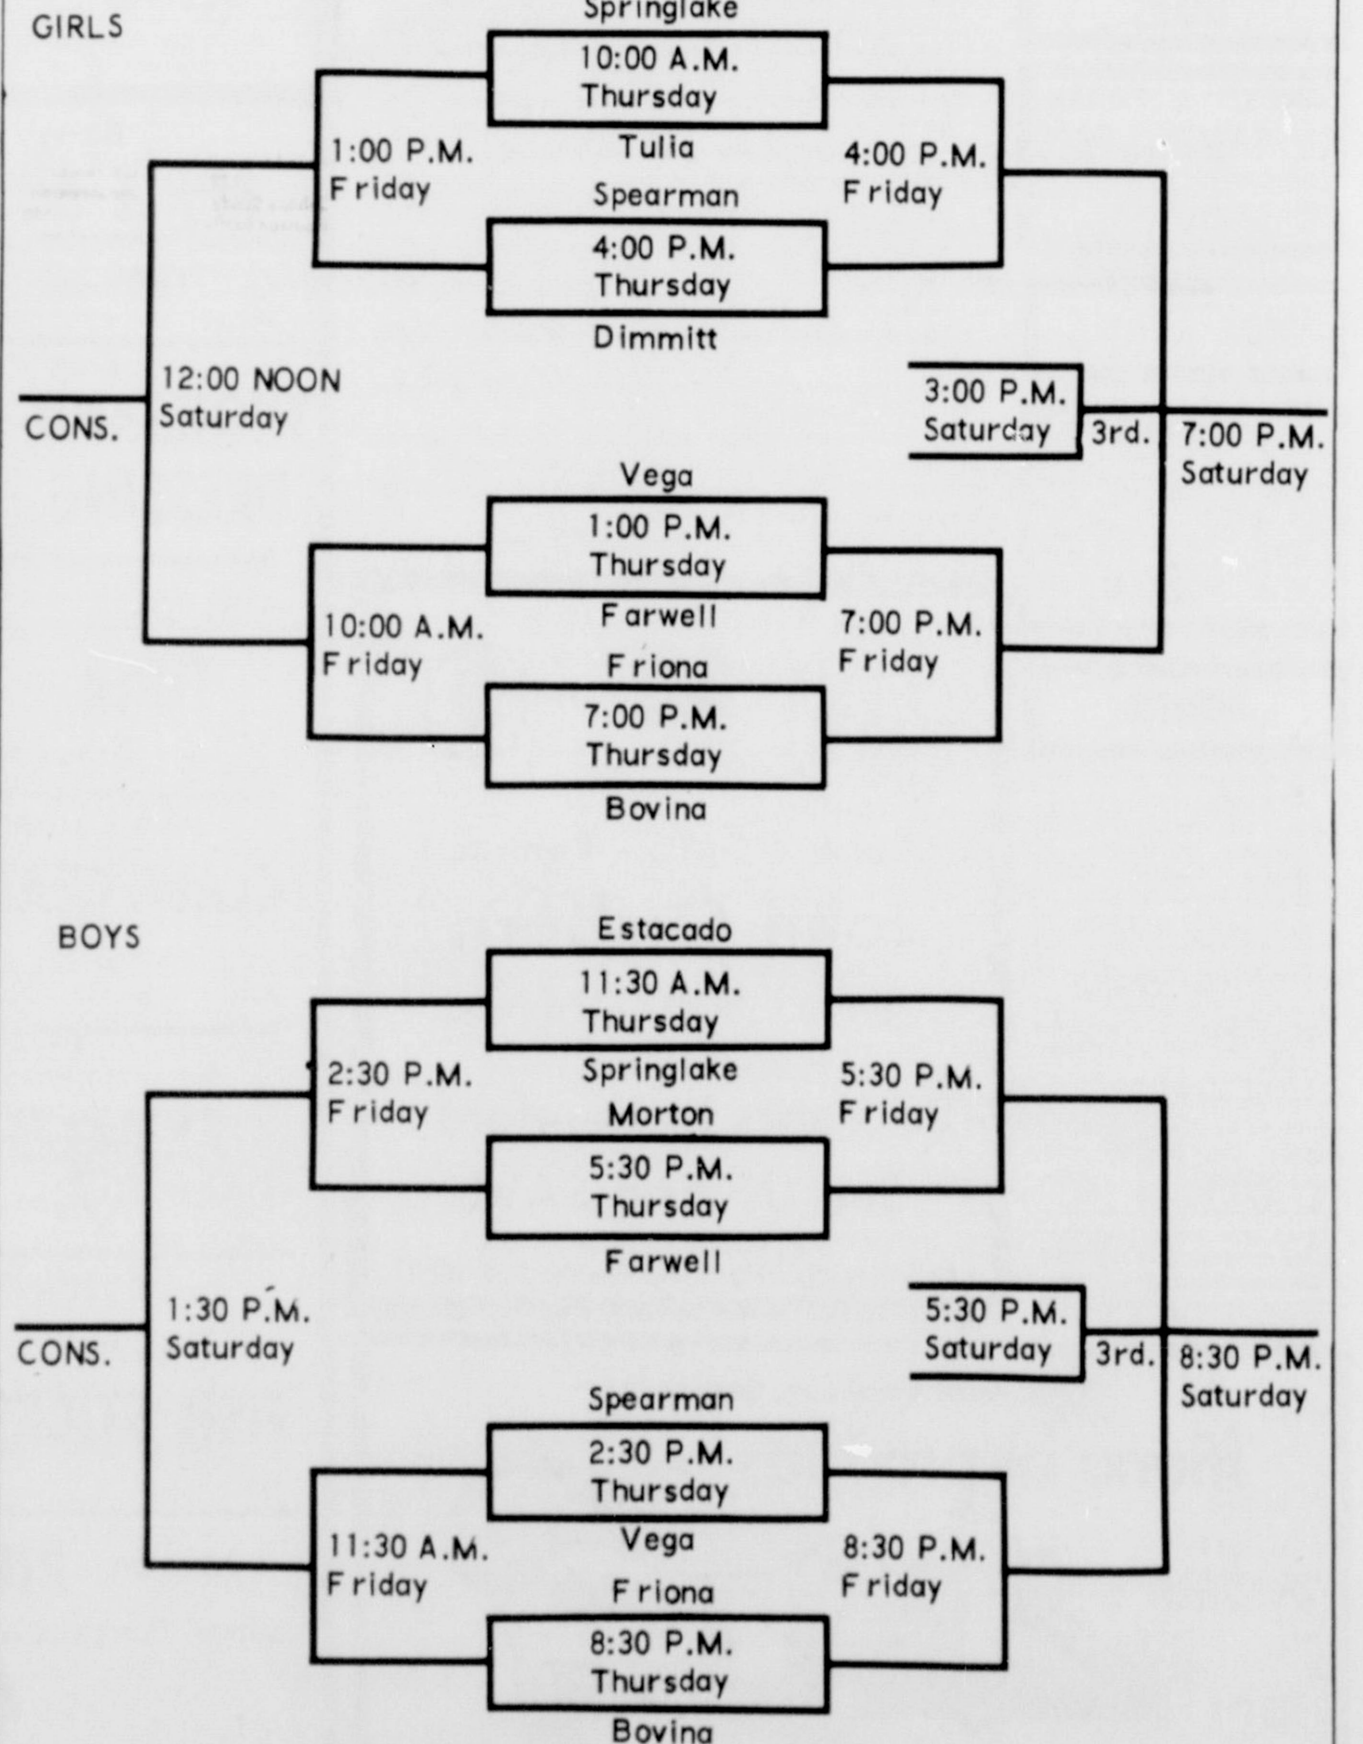 GIRLS
Springlake
10:00 A.M.
Thursday
Tulia
1:00 P.M.
Friday
4:00 P.M.
Friday
Spearman
4:00 P.M.
Thursday
Dimmitt
12:00 NOON
Saturday
CONS.
3:00 P.M.
Saturday
3rd.
7:00 P.M.
Saturday
Vega
1:00 P.M.
Thursday
Farwell
10:00 A.M.
Friday
7:00 P.M.
Friday
Friona
7:00 P.M.
Thursday
Bovina
BOYS
Estacado
11:30 A.M.
Thursday
Springlake
2:30 P.M.
Friday
5:30 P.M.
Friday
Morton
5:30 P.M.
Thursday
Farwell
1:30 P.M.
Saturday
CONS.
5:30 P.M.
Saturday
3rd.
8:30 P.M.
Saturday
Spearman
2:30 P.M.
Thursday
Vega
11:30 A.M.
Friday
8:30 P.M.
Friday
Friona
8:30 P.M.
Thursday
Bovina